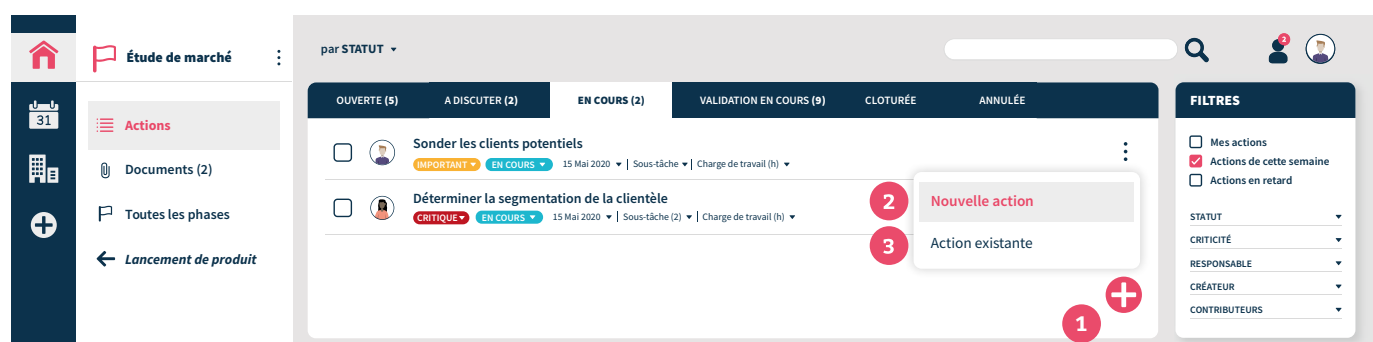 Étude de marché
31
Actions
Documents (2)
Toutes les phases
Lancement de produit
par STATUT
2
OUVERTE (5) A DISCUTER (2) EN COURS (2) VALIDATION EN COURS (9) CLOTURÉE ANNULÉE
Sonder les clients potentiels
IMPORTANT EN COURS 15 Mai 2020 Sous-tâche Charge de travail (h)
Déterminer la segmentation de la clientèle
CRITIQUE EN COURS 15 Mai 2020 Sous-tâche (2) Charge de travail (h)
2 Nouvelle action
3 Action existante
1
FILTRES
Mes actions
Actions de cette semaine
Actions en retard
STATUT
CRITICITÉ
RESPONSABLE
CRÉATEUR
CONTRIBUTEURS